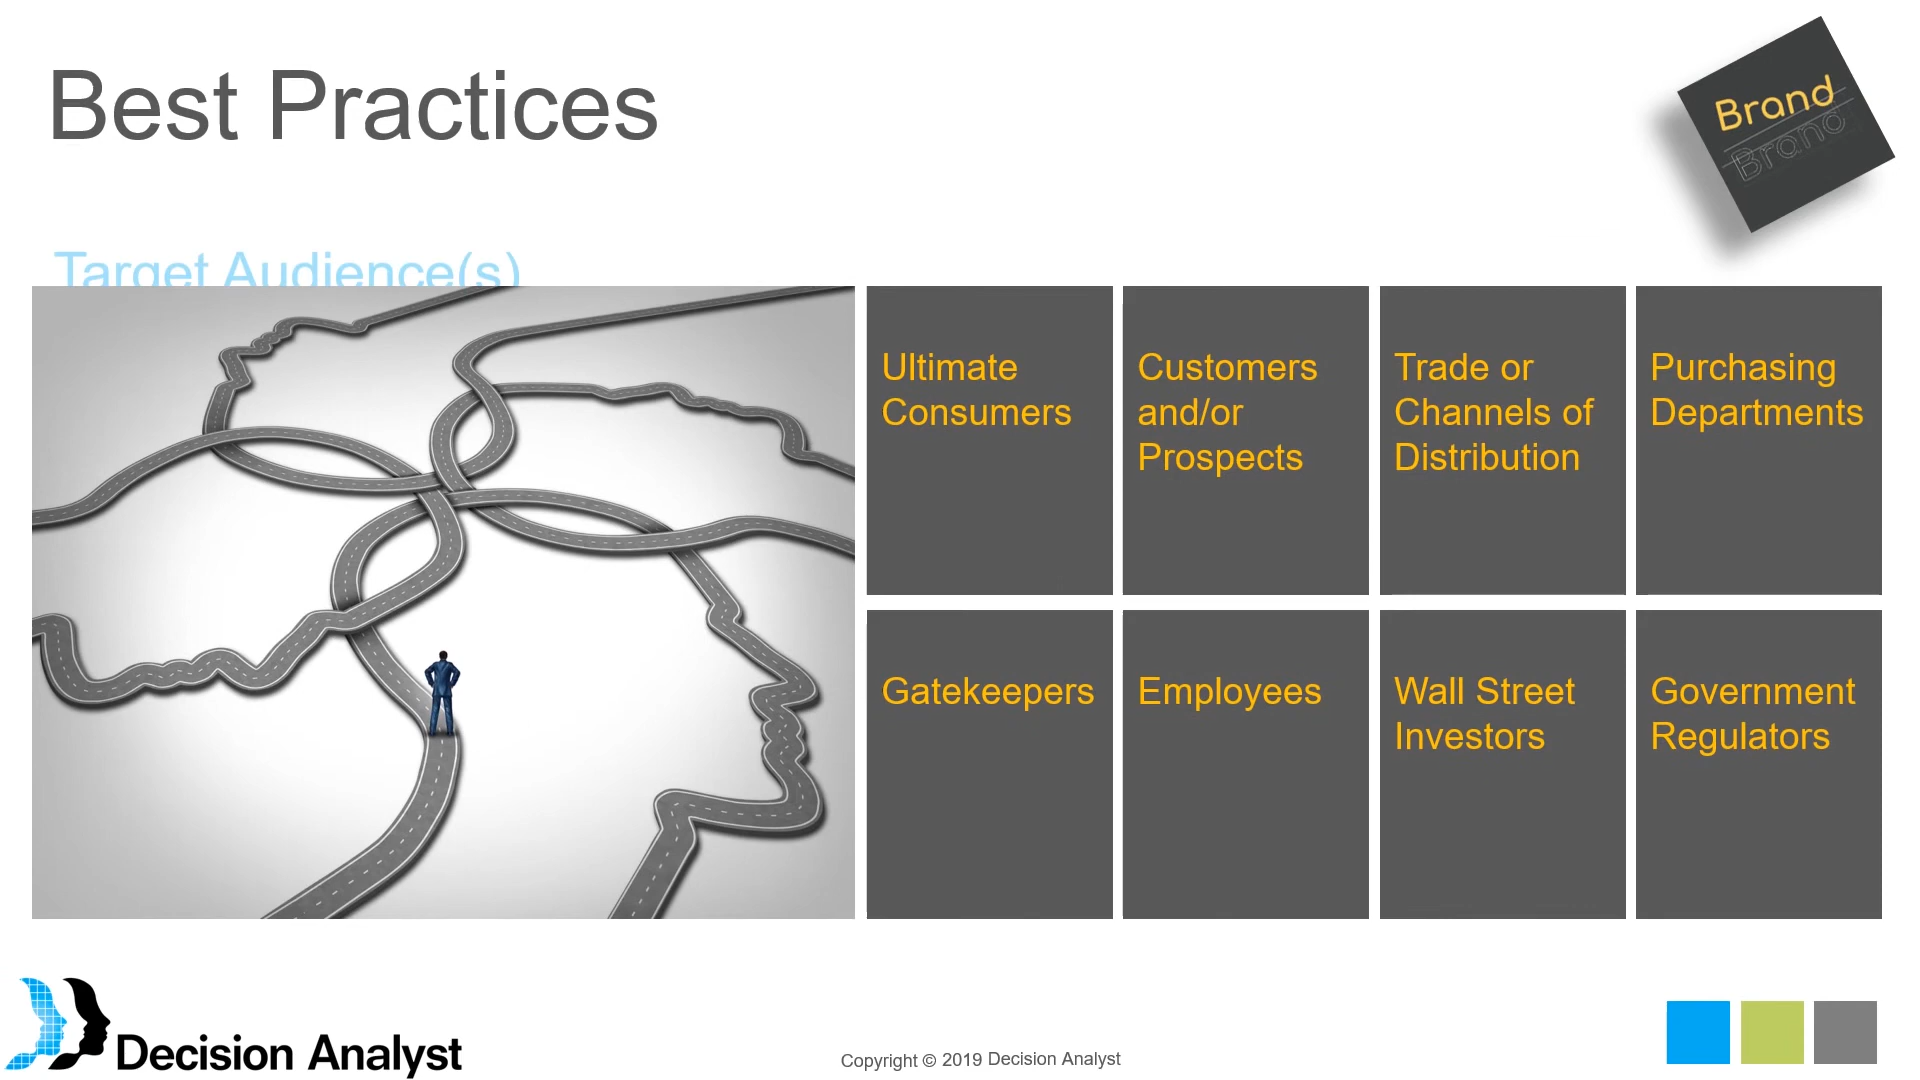 Best Practices
Brand
Brand
Target Audience(s)
Ultimate
Consumers
Customers
and/or
Prospects
Trade or
Channels of
Distribution
Purchasing
Departments
Gatekeepers
Employees
Wall Street
Investors
Government
Regulators
Decision Analyst
Copyright © 2019 Decision Analyst